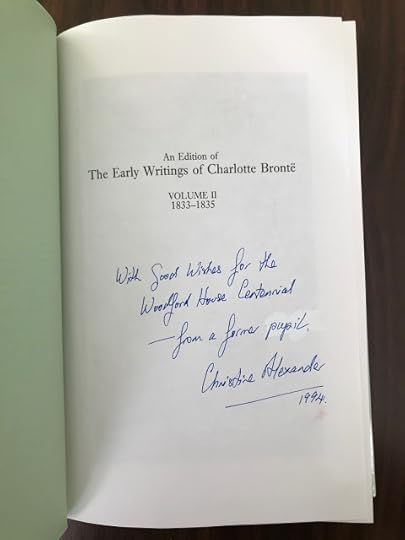 An Edition of
The Early Writings of Charlotte Brontë
VOLUME II
1833–1835
With Good Wishes for the
Woodford House Centennial
— from a former pupil.
Christine Alexander
1994.